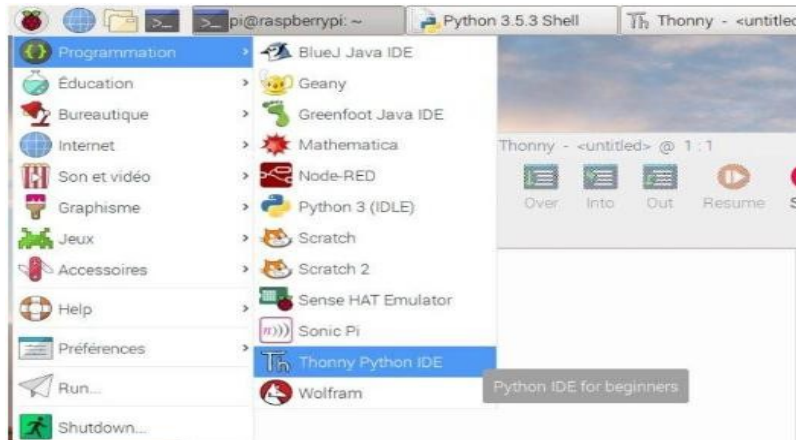 pi@raspberrypi: ~
Python 3.5.3 Shell
Thonny - <untitled
Programmation
Éducation
Bureautique
Internet
Son et vidéo
Graphisme
Jeux
Accessoires
Help
Préférences
Run...
Shutdown...
BlueJ Java IDE
Geany
Greenfoot Java IDE
Mathematica
Node-RED
Python 3 (IDLE)
Scratch
Scratch 2
Sense HAT Emulator
Sonic Pi
Thonny Python IDE
Wolfram
Python IDE for beginners
Thonny - <untitled> @ 1 : 1
Over
Into
Out
Resume
S